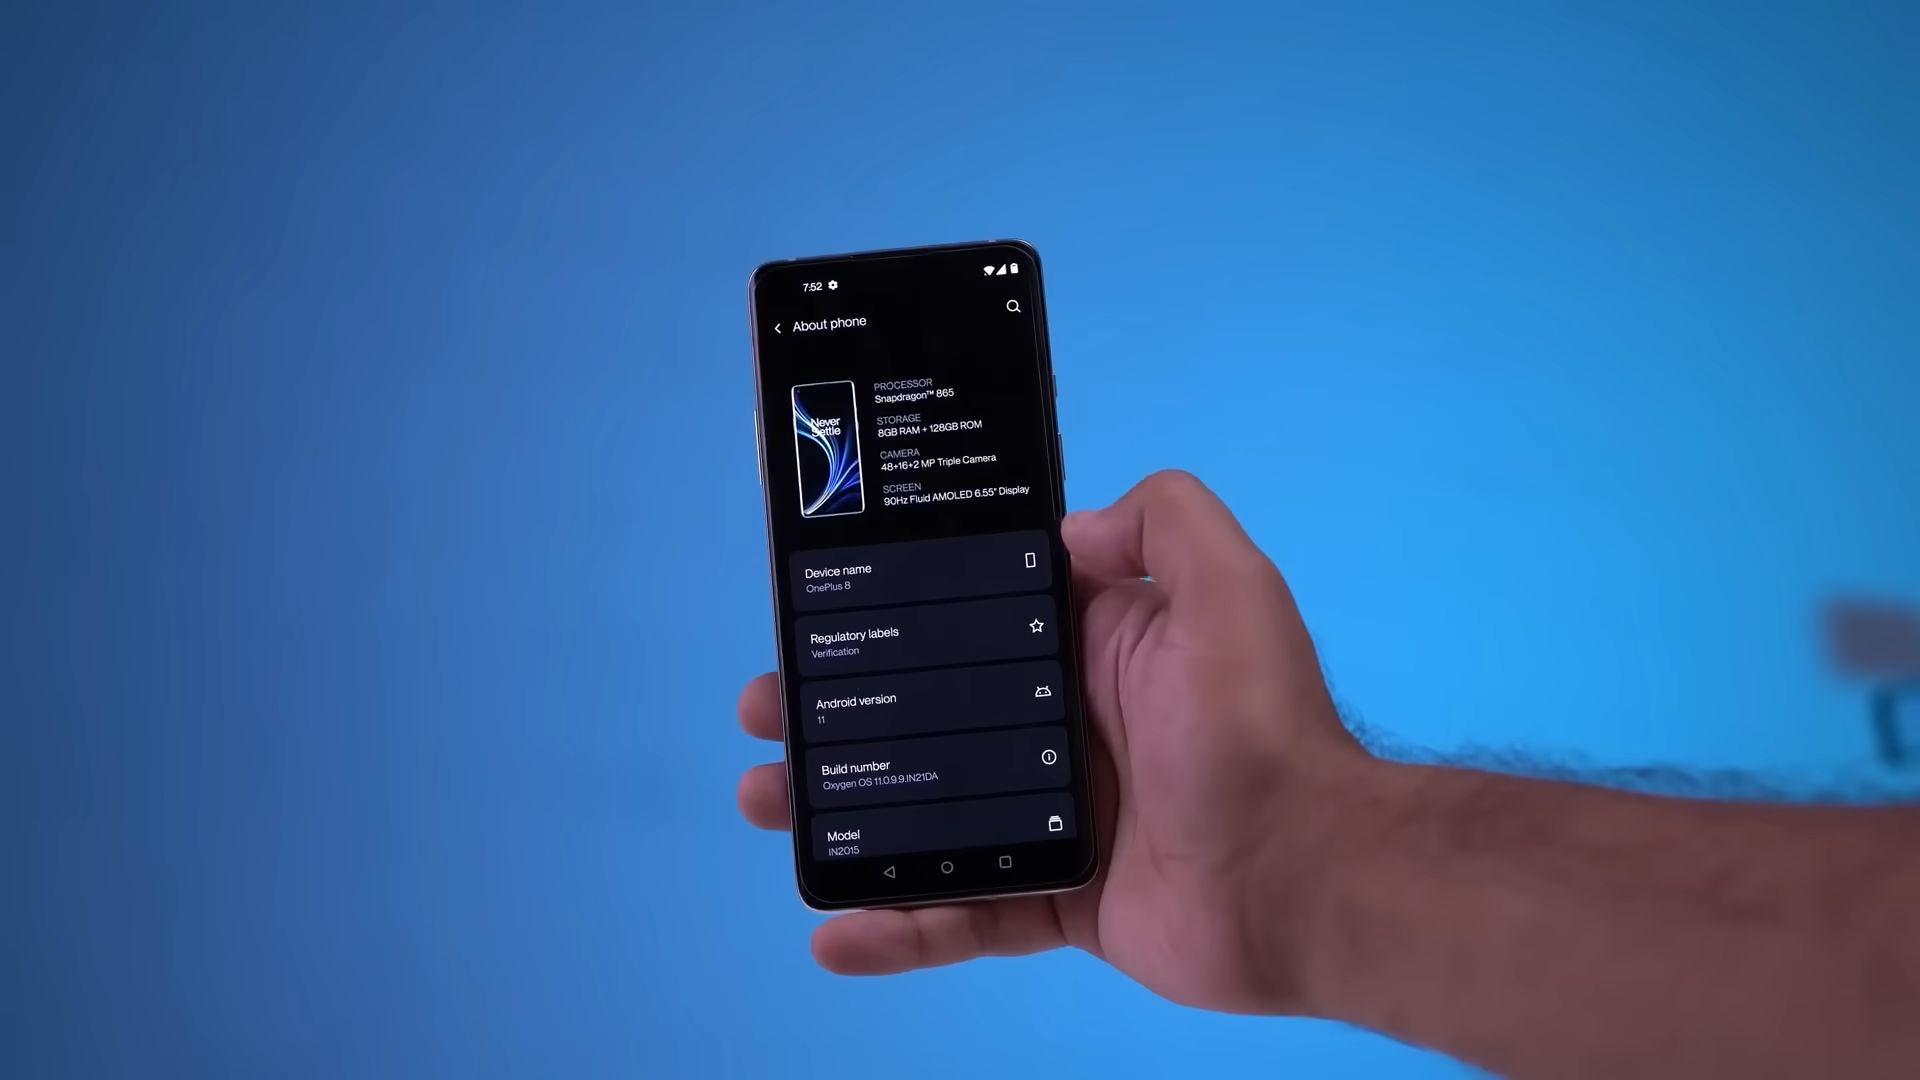 7:52
About phone
PROCESSOR
Snapdragon™ 865
STORAGE
8GB RAM + 128GB ROM
CAMERA
48+16+2 MP Triple Camera
SCREEN
90Hz Fluid AMOLED 6.55" Display
Never
Settle
Device name
OnePlus 8
Regulatory labels
Verification
Android version
11
Build number
Oxygen OS 11.0.9.9.IN21DA
Model
IN2015